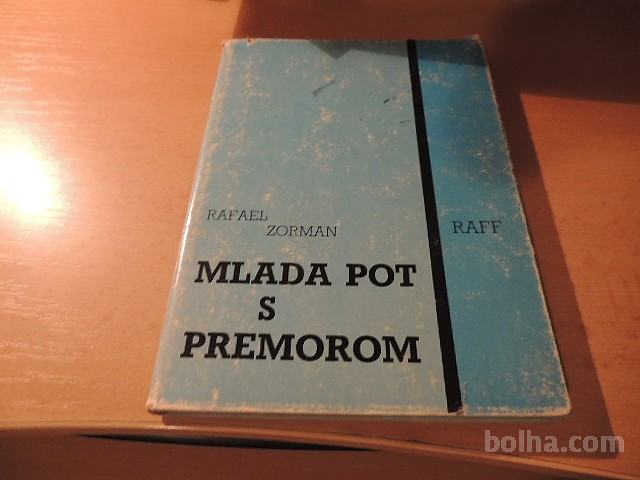 RAFAEL
ZORMAN
RAFF
MLADA POT
S
PREMOROM
bolha.com